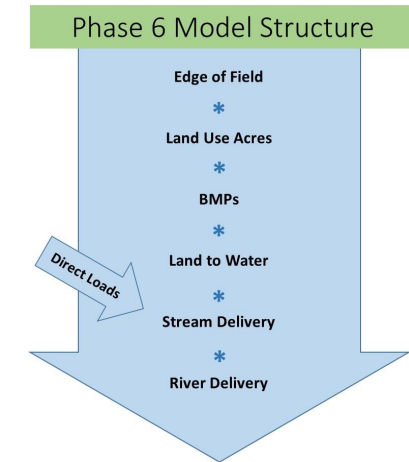 Phase 6 Model Structure
Edge of Field
*
Land Use Acres
*
BMPs
*
Land to Water
Direct Loads
*
Stream Delivery
*
River Delivery